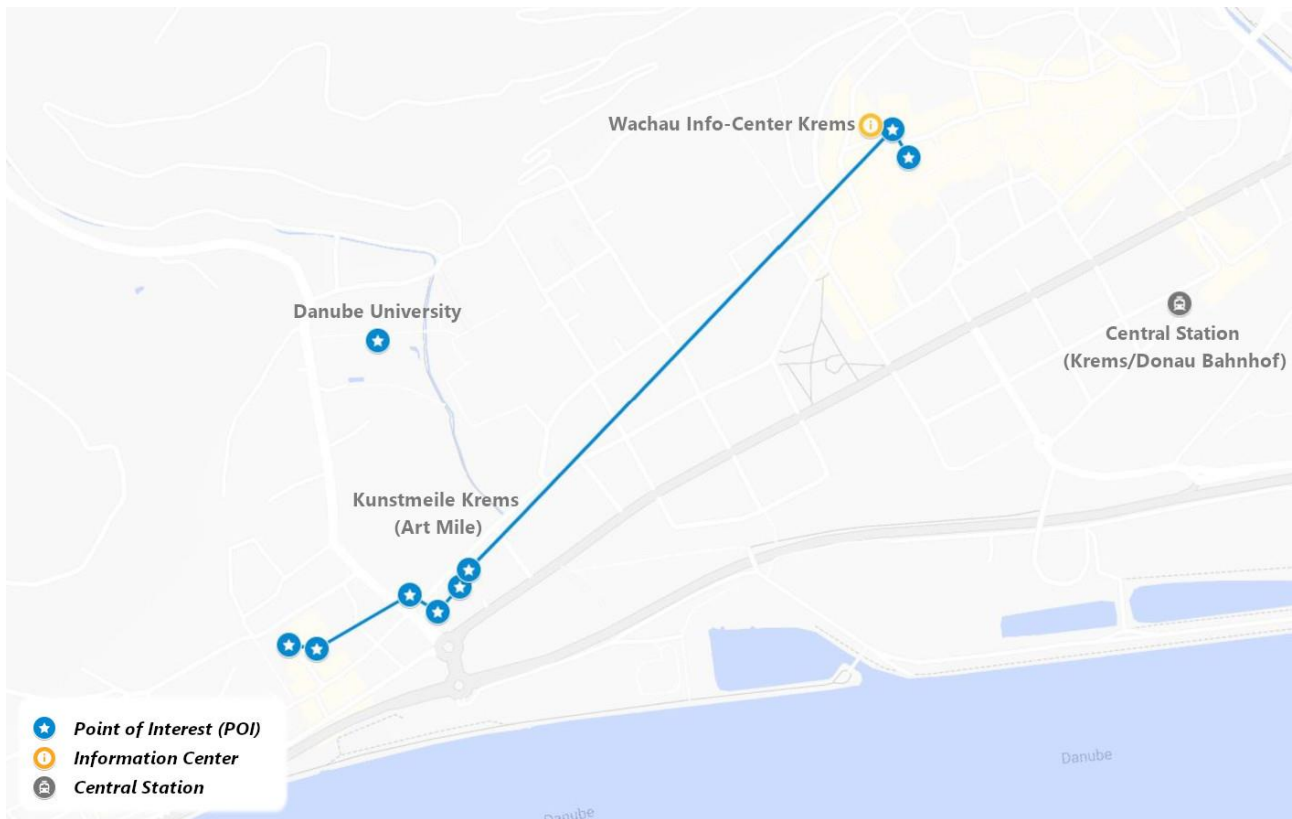 Wachau Info-Center Krems
Danube University
Central Station
(Krems/Donau Bahnhof)
Kunstmeile Krems
(Art Mile)
Point of Interest (POI)
Information Center
Central Station
Danube
Danube